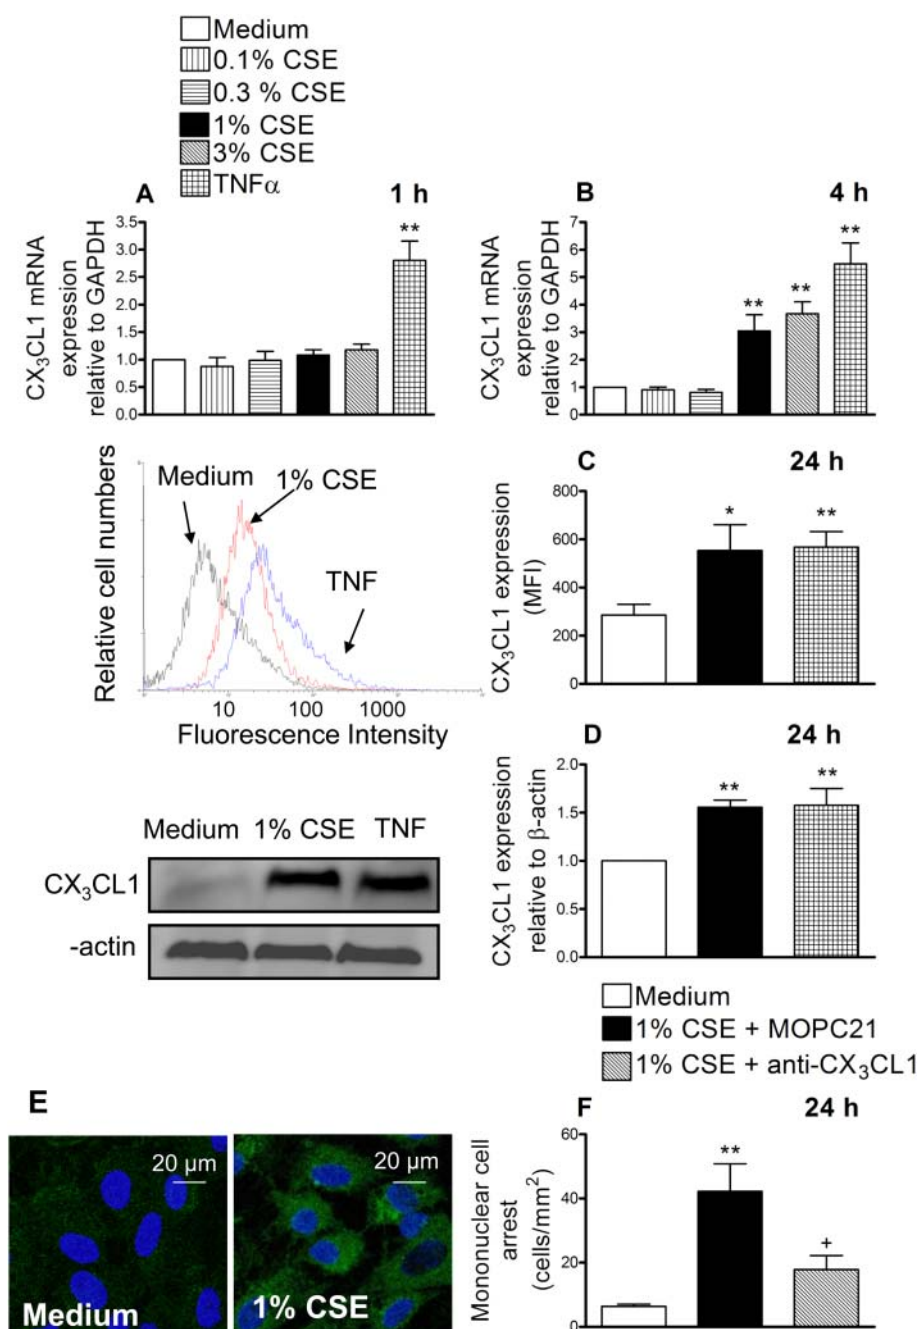 Medium
0.1% CSE
0.3 % CSE
1% CSE
3% CSE
TNFα
A
1 h
CX₃CL1 mRNA
expression
relative to GAPDH
3.5
3.0
2.5
2.0
1.5
1.0
0.5
0.0
**
B
4 h
CX₃CL1 mRNA
expression
relative to GAPDH
7
6
5
4
3
2
1
0
**
**
**
Relative cell numbers
Medium
1% CSE
TNF
10
100
1000
Fluorescence Intensity
C
24 h
CX₃CL1 expression
(MFI)
800
600
400
200
0
*
**
Medium
1% CSE
TNF
CX₃CL1
-actin
D
24 h
CX₃CL1 expression
relative to β-actin
2.0
1.5
1.0
0.5
0.0
**
**
Medium
1% CSE + MOPC21
1% CSE + anti-CX₃CL1
E
20 µm
Medium
20 µm
1% CSE
F
24 h
Mononuclear cell
arrest
(cells/mm²)
60
40
20
0
**
+